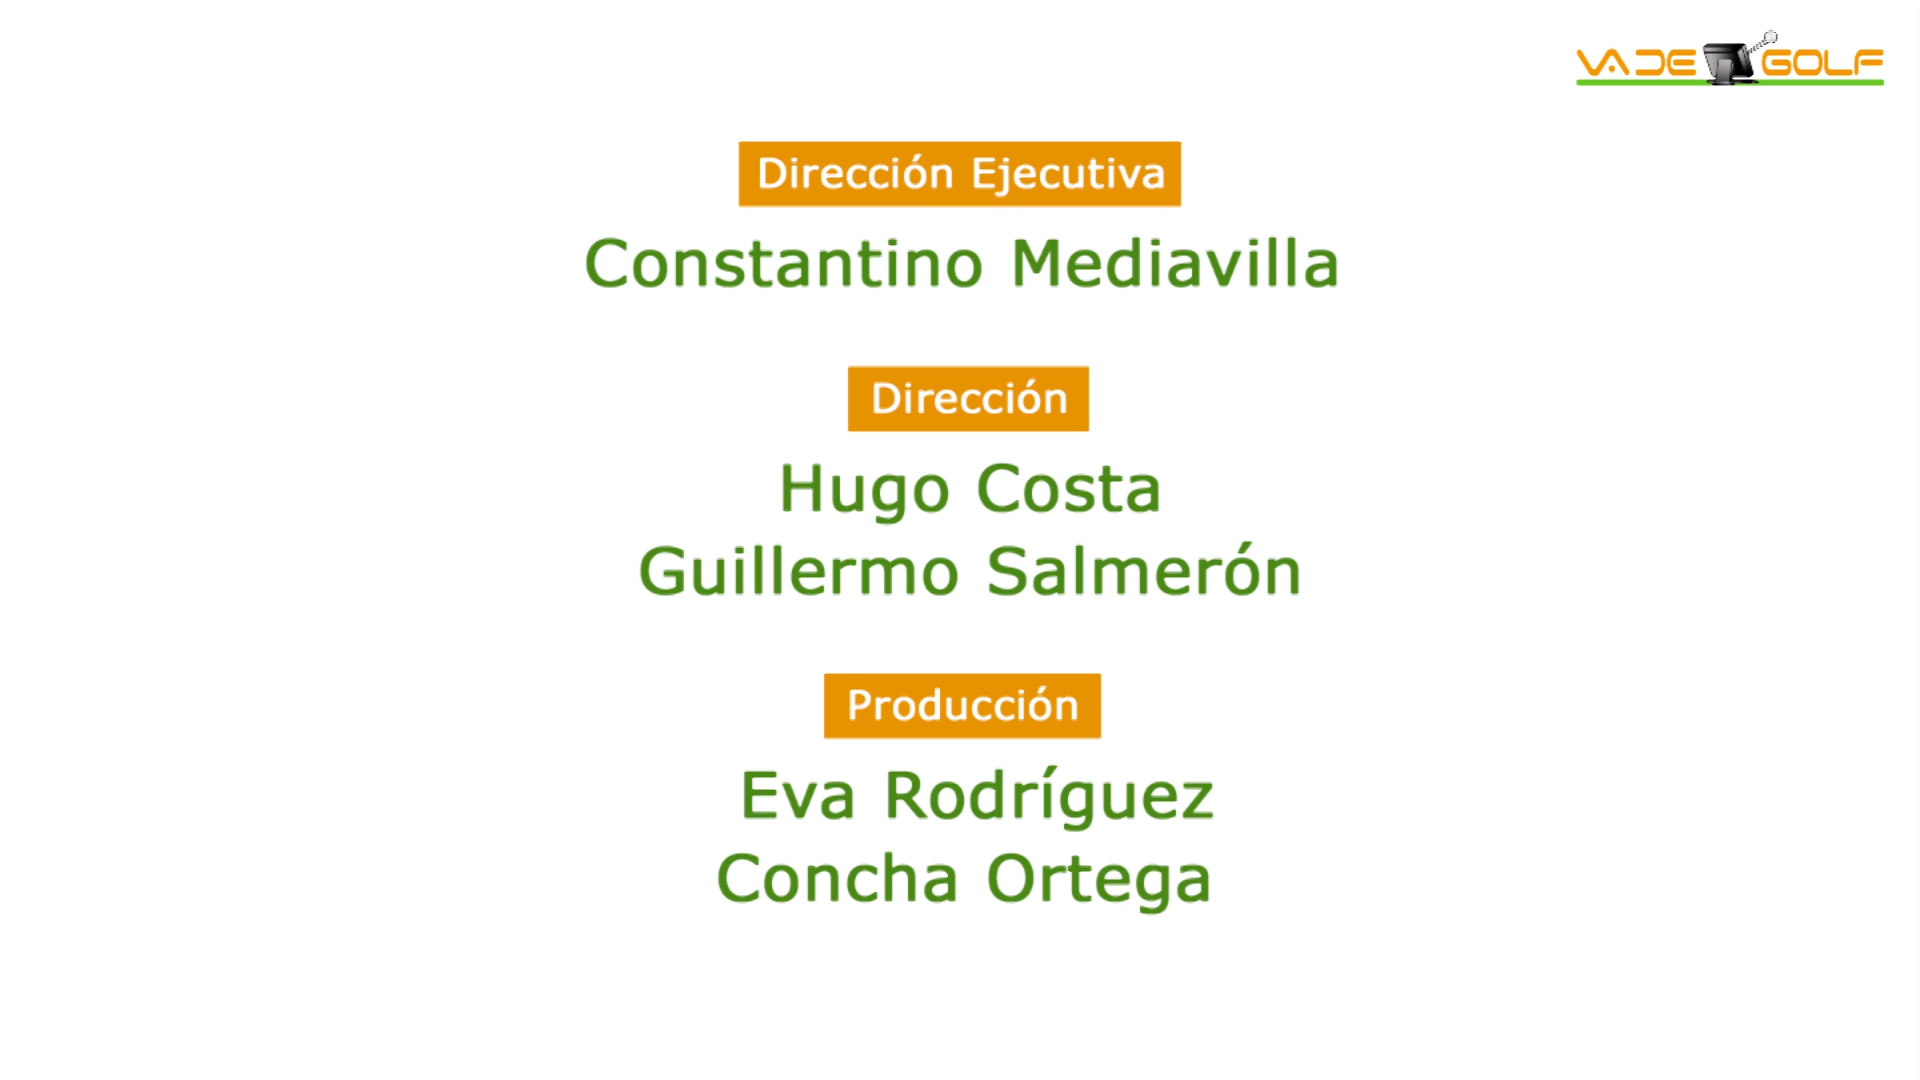 VA DE GOLF
Dirección Ejecutiva
Constantino Mediavilla
Dirección
Hugo Costa
Guillermo Salmerón
Producción
Eva Rodríguez
Concha Ortega